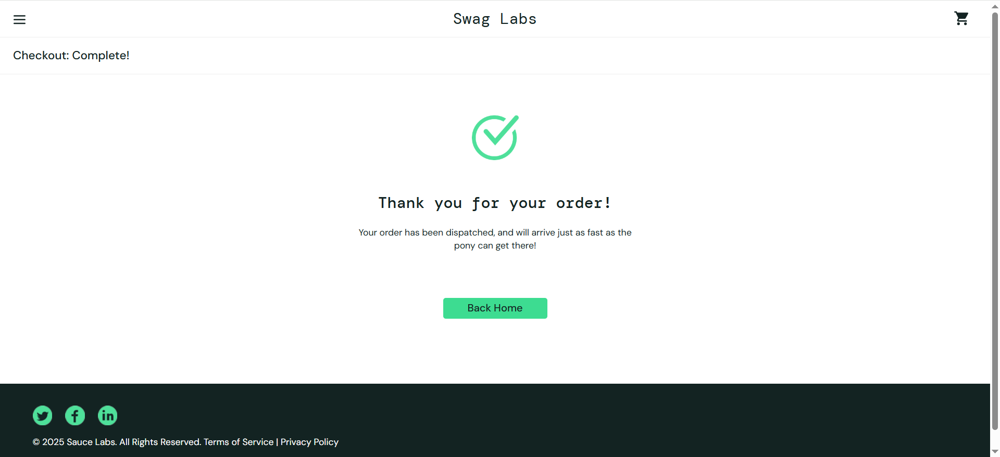 Swag Labs
Checkout: Complete!
Thank you for your order!
Your order has been dispatched, and will arrive just as fast as the
pony can get there!
Back Home
© 2025 Sauce Labs. All Rights Reserved. Terms of Service | Privacy Policy